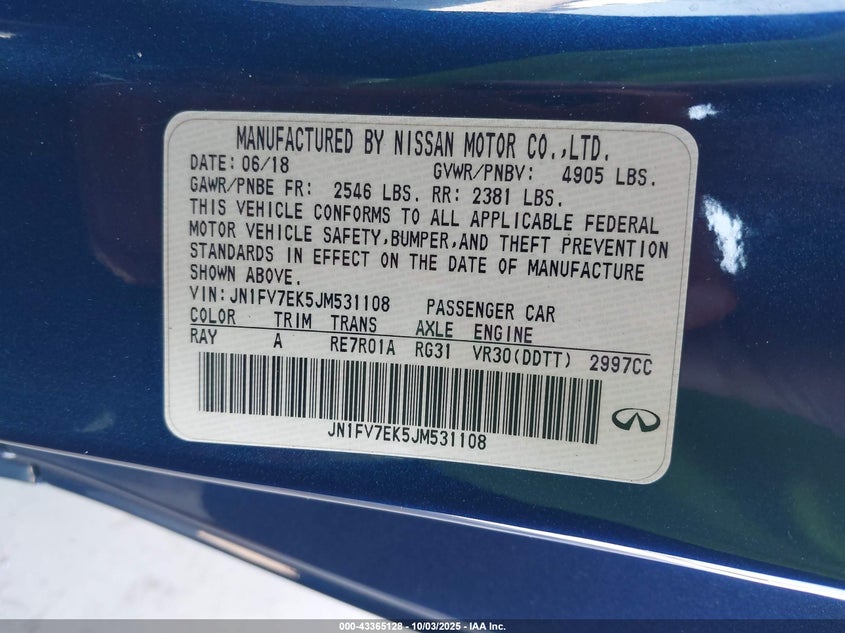 MANUFACTURED BY NISSAN MOTOR CO.,LTD.
DATE: 06/18 GVWR/PNBV: 4905 LBS.
GAWR/PNBE FR: 2546 LBS. RR: 2381 LBS.
THIS VEHICLE CONFORMS TO ALL APPLICABLE FEDERAL
MOTOR VEHICLE SAFETY,BUMPER,AND THEFT PREVENTION
STANDARDS IN EFFECT ON THE DATE OF MANUFACTURE
SHOWN ABOVE.
VIN:JN1FV7EK5JM531108 PASSENGER CAR
COLOR TRIM TRANS AXLE ENGINE
RAY A RE7R01A RG31 VR30(DDTT) 2997CC
JN1FV7EK5JM531108
000-43365128 - 10/03/2025 - IAA Inc.